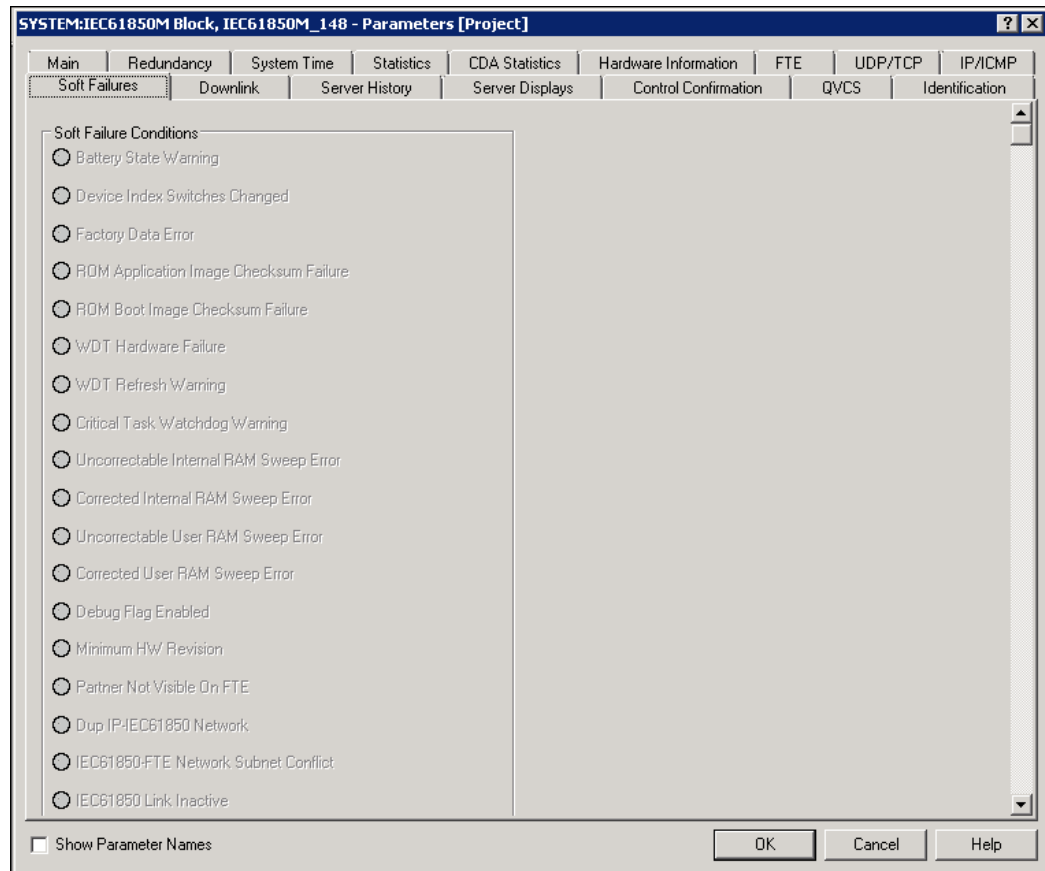 SYSTEM:IEC61850M Block, IEC61850M_148 - Parameters [Project]
Main Redundancy System Time Statistics CDA Statistics Hardware Information FTE UDP/TCP IP/ICMP
Soft Failures Downlink Server History Server Displays Control Confirmation QVCS Identification
Soft Failure Conditions
Battery State Warning
Device Index Switches Changed
Factory Data Error
ROM Application Image Checksum Failure
ROM Boot Image Checksum Failure
WDT Hardware Failure
WDT Refresh Warning
Critical Task Watchdog Warning
Uncorrectable Internal RAM Sweep Error
Corrected Internal RAM Sweep Error
Uncorrectable User RAM Sweep Error
Corrected User RAM Sweep Error
Debug Flag Enabled
Minimum HW Revision
Partner Not Visible On FTE
Dup IP-IEC61850 Network
IEC61850-FTE Network Subnet Conflict
IEC61850 Link Inactive
Show Parameter Names OK Cancel Help